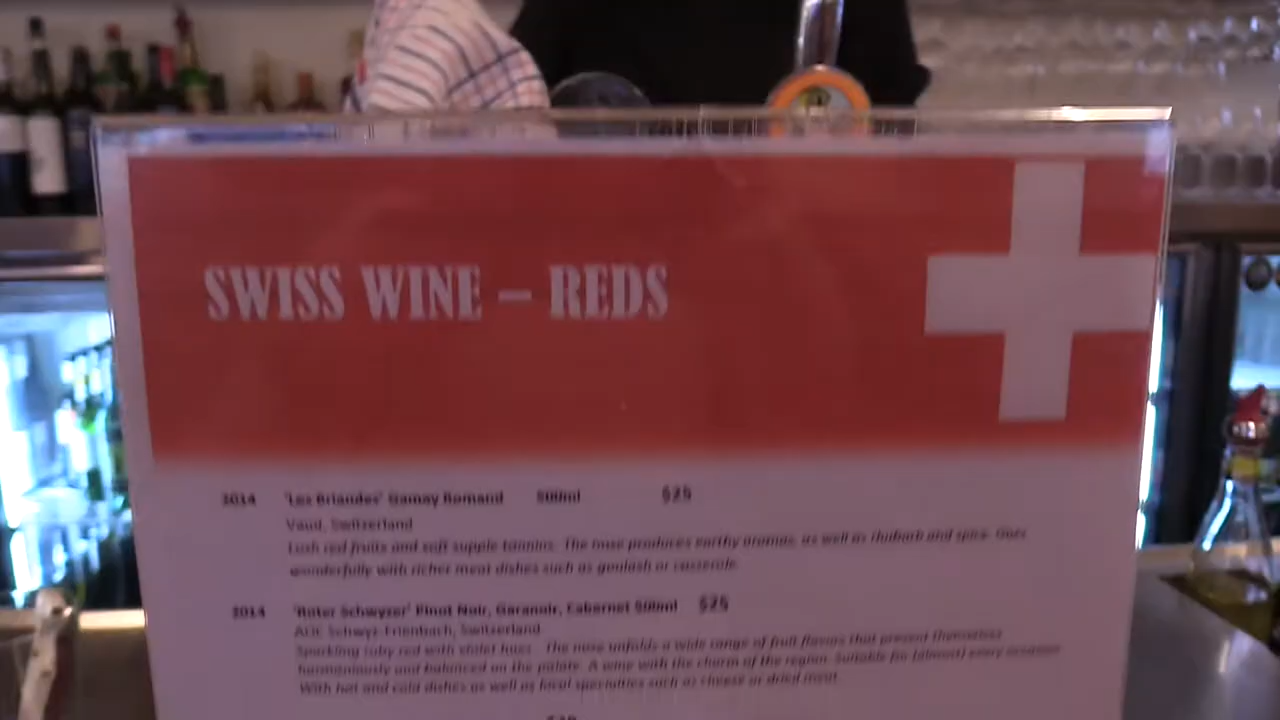 SWISS WINE – REDS
2014 'Les Briandes' Gamay Romand 500ml $25
Vaud, Switzerland
Lush red fruits and soft supple tannins. The nose produces earthy aromas, as well as rhubarb and spice. Goes
wonderfully with richer meat dishes such as goulash or casserole.
2014 'Roter Schwyzer' Pinot Noir, Garanoir, Cabernet 500ml $25
AOC Schwyz Frienbach, Switzerland
Sparkling ruby red with violet hues. The nose unfolds a wide range of fruit flavors that present themselves
harmoniously and balanced on the palate. A wine with the charm of the region. Suitable for (almost) every occasion
With hot and cold dishes as well as local specialties such as cheese or dried meat.